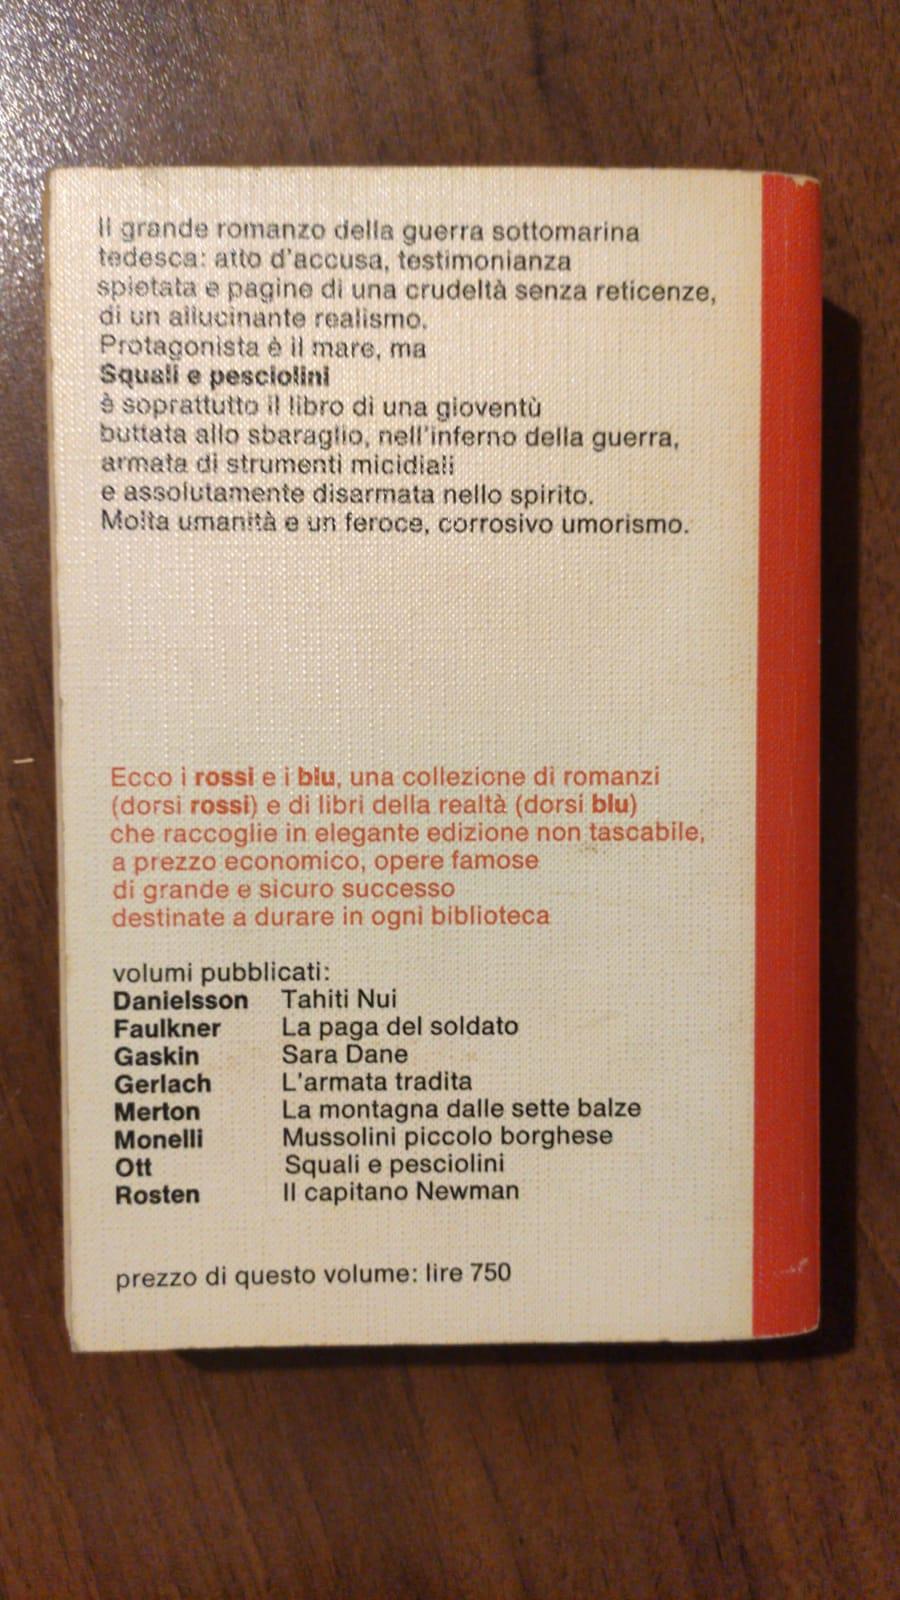 Il grande romanzo della guerra sottomarina
tedesca: atto d'accusa, testimonianza
spietata e pagine di una crudeltà senza reticenze,
di un allucinante realismo.
Protagonista è il mare, ma
Squali e pesciolini
è soprattutto il libro di una gioventù
buttata allo sbaraglio, nell'inferno della guerra,
armata di strumenti micidiali
e assolutamente disarmata nello spirito.
Molta umanità e un feroce, corrosivo umorismo.
Ecco i rossi e i blu, una collezione di romanzi
(dorsi rossi) e di libri della realtà (dorsi blu)
che raccoglie in elegante edizione non tascabile,
a prezzo economico, opere famose
di grande e sicuro successo
destinate a durare in ogni biblioteca
volumi pubblicati:
Danielsson Tahiti Nui
Faulkner La paga del soldato
Gaskin Sara Dane
Gerlach L'armata tradita
Merton La montagna dalle sette balze
Monelli Mussolini piccolo borghese
Ott Squali e pesciolini
Rosten Il capitano Newman
prezzo di questo volume: lire 750